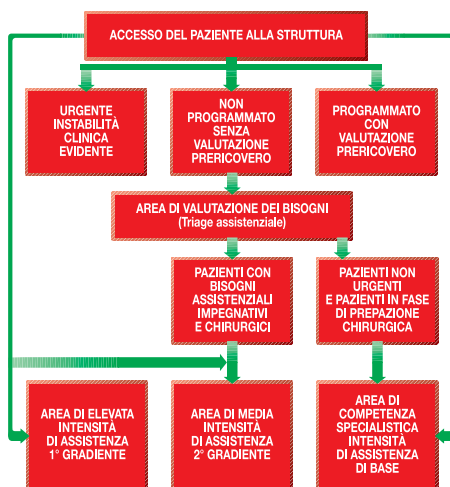 ACCESSO DEL PAZIENTE ALLA STRUTTURA
URGENTE
INSTABILITÀ
CLINICA
EVIDENTE
NON
PROGRAMMATO
SENZA
VALUTAZIONE
PRERICOVERO
PROGRAMMATO
CON
VALUTAZIONE
PRERICOVERO
AREA DI VALUTAZIONE DEI BISOGNI
(Triage assistenziale)
PAZIENTI CON
BISOGNI
ASSISTENZIALI
IMPEGNATIVI
E CHIRURGICI
PAZIENTI NON
URGENTI
E PAZIENTI IN FASE
DI PREPAZIONE
CHIRURGICA
AREA DI ELEVATA
INTENSITÀ
DI ASSISTENZA
1° GRADIENTE
AREA DI MEDIA
INTENSITÀ
DI ASSISTENZA
2° GRADIENTE
AREA DI
COMPETENZA
SPECIALISTICA
INTENSITÀ
DI ASSISTENZA
DI BASE